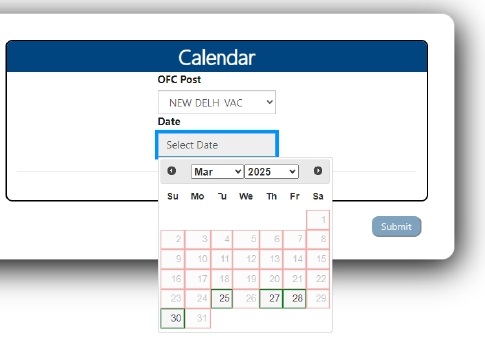 Calendar
OFC Post
NEW DELH VAC
Date
Select Date
Mar 2025
Su Mo Tu We Th Fr Sa
1
2 3 4 5 6 7 8
9 10 11 12 13 14 15
16 17 18 19 20 21 22
23 24 25 26 27 28 29
30 31
Submit